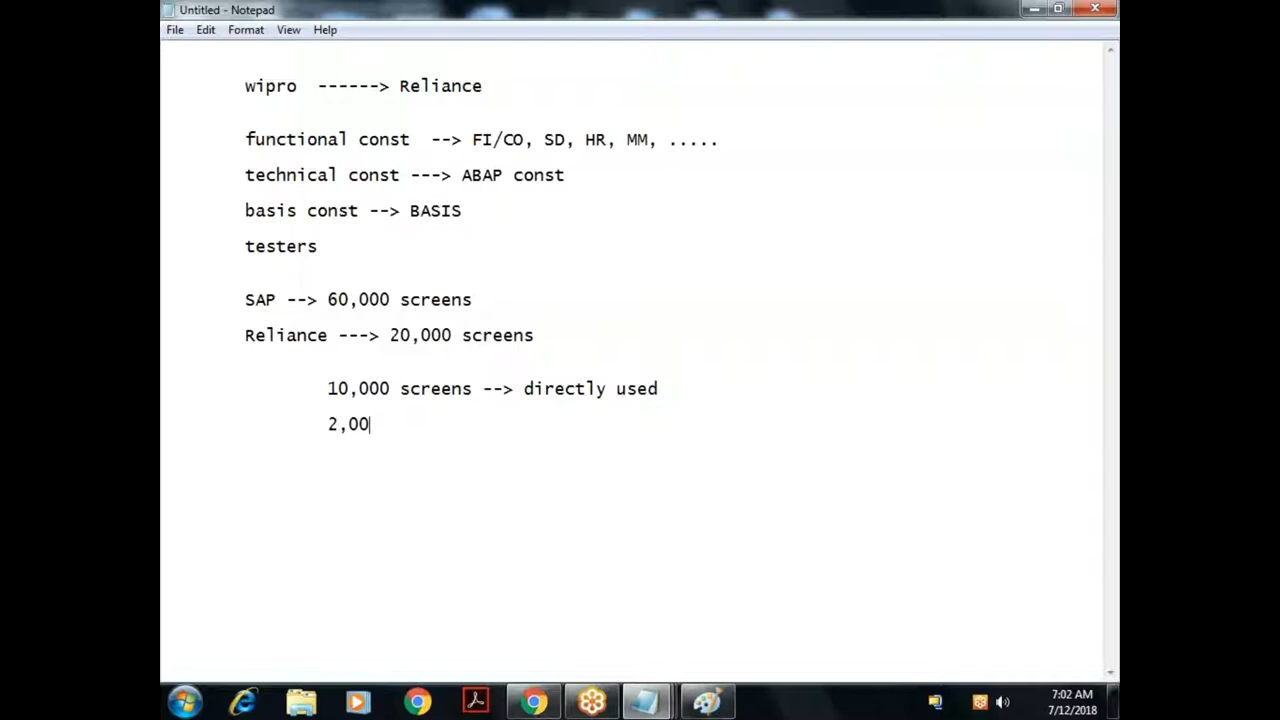 Untitled - Notepad
File Edit Format View Help
wipro ------> Reliance
functional const --> FI/CO, SD, HR, MM, .....
technical const ---> ABAP const
basis const --> BASIS
testers
SAP --> 60,000 screens
Reliance ---> 20,000 screens
10,000 screens --> directly used
2,00
7:02 AM
7/12/2018